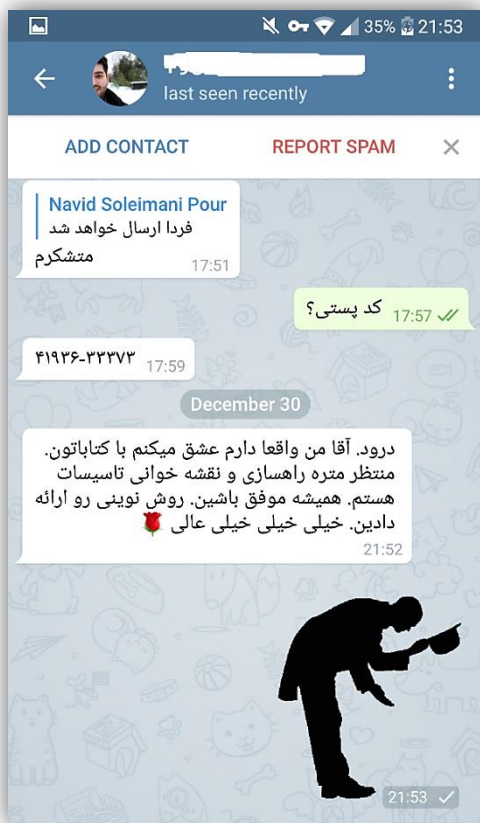 35% 21:53
last seen recently
ADD CONTACT REPORT SPAM
Navid Soleimani Pour
فردا ارسال خواهد شد
متشکرم 17:51
کد پستی؟ 17:57
۴۱۹۳۶-۳۳۳۷۳ 17:59
December 30
درود. آقا من واقعا دارم عشق میکنم با کتاباتون.
منتظر متره راهسازی و نقشه خوانی تاسیسات
هستم. همیشه موفق باشین. روش نوینی رو ارائه
دادین. خیلی خیلی خیلی عالی 🌹
21:52
21:53